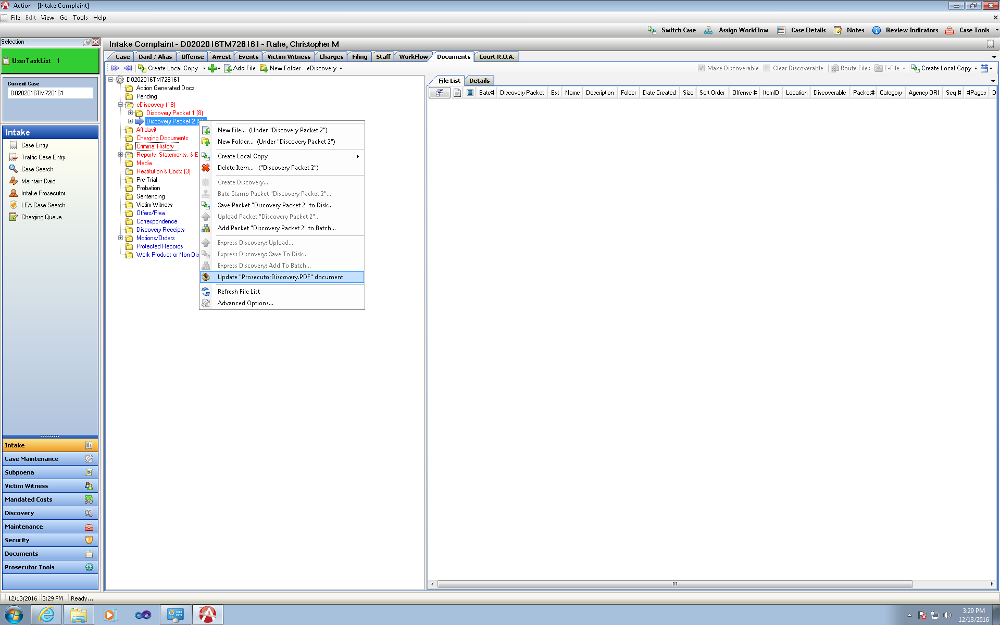 Action - [Intake Complaint]
File Edit View Go Tools Help
Switch Case Assign WorkFlow Case Details Notes Review Indicators Case Tools
Selection
UserTaskList 1
Current Case
D0202016TM726161
Intake
Case Entry
Traffic Case Entry
Case Search
Maintain Daid
Intake Prosecutor
LEA Case Search
Charging Queue
Intake
Case Maintenance
Subpoena
Victim Witness
Mandated Costs
Discovery
Maintenance
Security
Documents
Prosecutor Tools
Intake Complaint - D0202016TM726161 - Rahe, Christopher M
Case Daid / Alias Offense Arrest Events Victim Witness Charges Filing Staff WorkFlow Documents Court R.O.A.
Create Local Copy Add File New Folder eDiscovery
Make Discoverable Clear Discoverable Route Files E-File Create Local Copy
D0202016TM726161
Action Generated Docs
Pending
eDiscovery (18)
Discovery Packet 1 (8)
Discovery Packet 2
Affidavit
Charging Documents
Criminal History
Reports, Statements, & E
Media
Restitution & Costs (3)
Pre-Trial
Probation
Sentencing
Victim-Witness
Offers/Plea
Correspondence
Discovery Receipts
Motions/Orders
Protected Records
Work Product or Non-Dis
New File... (Under "Discovery Packet 2")
New Folder... (Under "Discovery Packet 2")
Create Local Copy
Delete Item... ("Discovery Packet 2")
Create Discovery...
Bate Stamp Packet "Discovery Packet 2"...
Save Packet "Discovery Packet 2" to Disk...
Upload Packet "Discovery Packet 2"...
Add Packet "Discovery Packet 2" to Batch...
Express Discovery: Upload...
Express Discovery: Save To Disk...
Express Discovery: Add To Batch...
Update "ProsecutorDiscovery.PDF" document.
Refresh File List
Advanced Options...
File List Details
Bate# Discovery Packet Ext Name Description Folder Date Created Size Sort Order Offense # ItemID Location Discoverable Packet# Category Agency ORI Seq # #Pages D
12/13/2016 3:29 PM Ready...
3:29 PM
12/13/2016